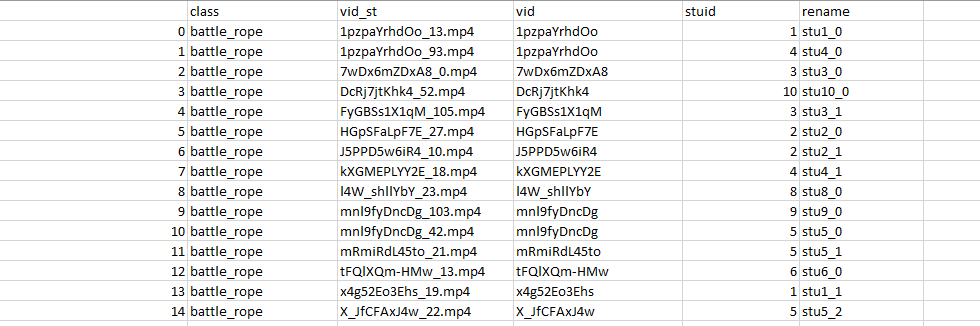 class vid_st vid stuid rename
0 battle_rope 1pzpaYrhdOo_13.mp4 1pzpaYrhdOo 1 stu1_0
1 battle_rope 1pzpaYrhdOo_93.mp4 1pzpaYrhdOo 4 stu4_0
2 battle_rope 7wDx6mZDxA8_0.mp4 7wDx6mZDxA8 3 stu3_0
3 battle_rope DcRj7jtKhk4_52.mp4 DcRj7jtKhk4 10 stu10_0
4 battle_rope FyGBSs1X1qM_105.mp4 FyGBSs1X1qM 3 stu3_1
5 battle_rope HGpSFaLpF7E_27.mp4 HGpSFaLpF7E 2 stu2_0
6 battle_rope J5PPD5w6iR4_10.mp4 J5PPD5w6iR4 2 stu2_1
7 battle_rope kXGMEPLYY2E_18.mp4 kXGMEPLYY2E 4 stu4_1
8 battle_rope l4W_shllYbY_23.mp4 l4W_shllYbY 8 stu8_0
9 battle_rope mnl9fyDncDg_103.mp4 mnl9fyDncDg 9 stu9_0
10 battle_rope mnl9fyDncDg_42.mp4 mnl9fyDncDg 5 stu5_0
11 battle_rope mRmiRdL45to_21.mp4 mRmiRdL45to 5 stu5_1
12 battle_rope tFQlXQm-HMw_13.mp4 tFQlXQm-HMw 6 stu6_0
13 battle_rope x4g52Eo3Ehs_19.mp4 x4g52Eo3Ehs 1 stu1_1
14 battle_rope X_JfCFAxJ4w_22.mp4 X_JfCFAxJ4w 5 stu5_2